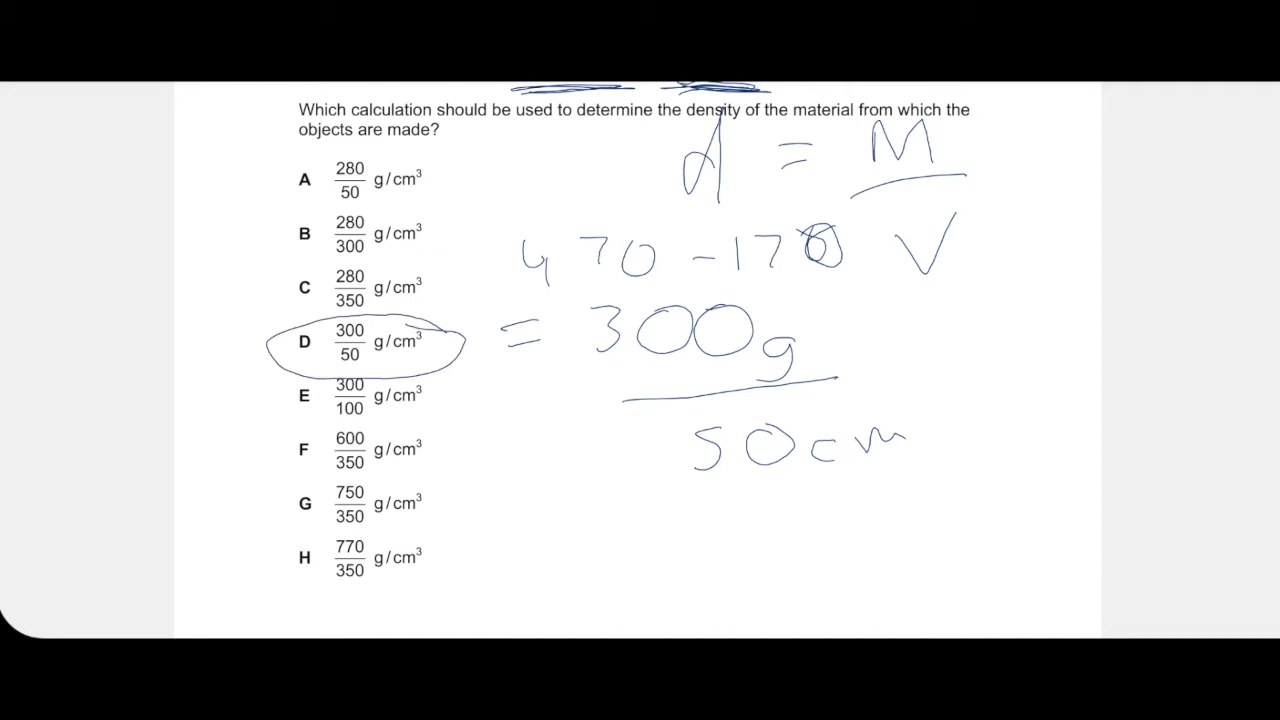 Which calculation should be used to determine the density of the material from which the
objects are made?
A 280/50 g/cm³
B 280/300 g/cm³
C 280/350 g/cm³
D 300/50 g/cm³
E 300/100 g/cm³
F 600/350 g/cm³
G 750/350 g/cm³
H 770/350 g/cm³
d = M
V
470 - 170
= 300g
50cm